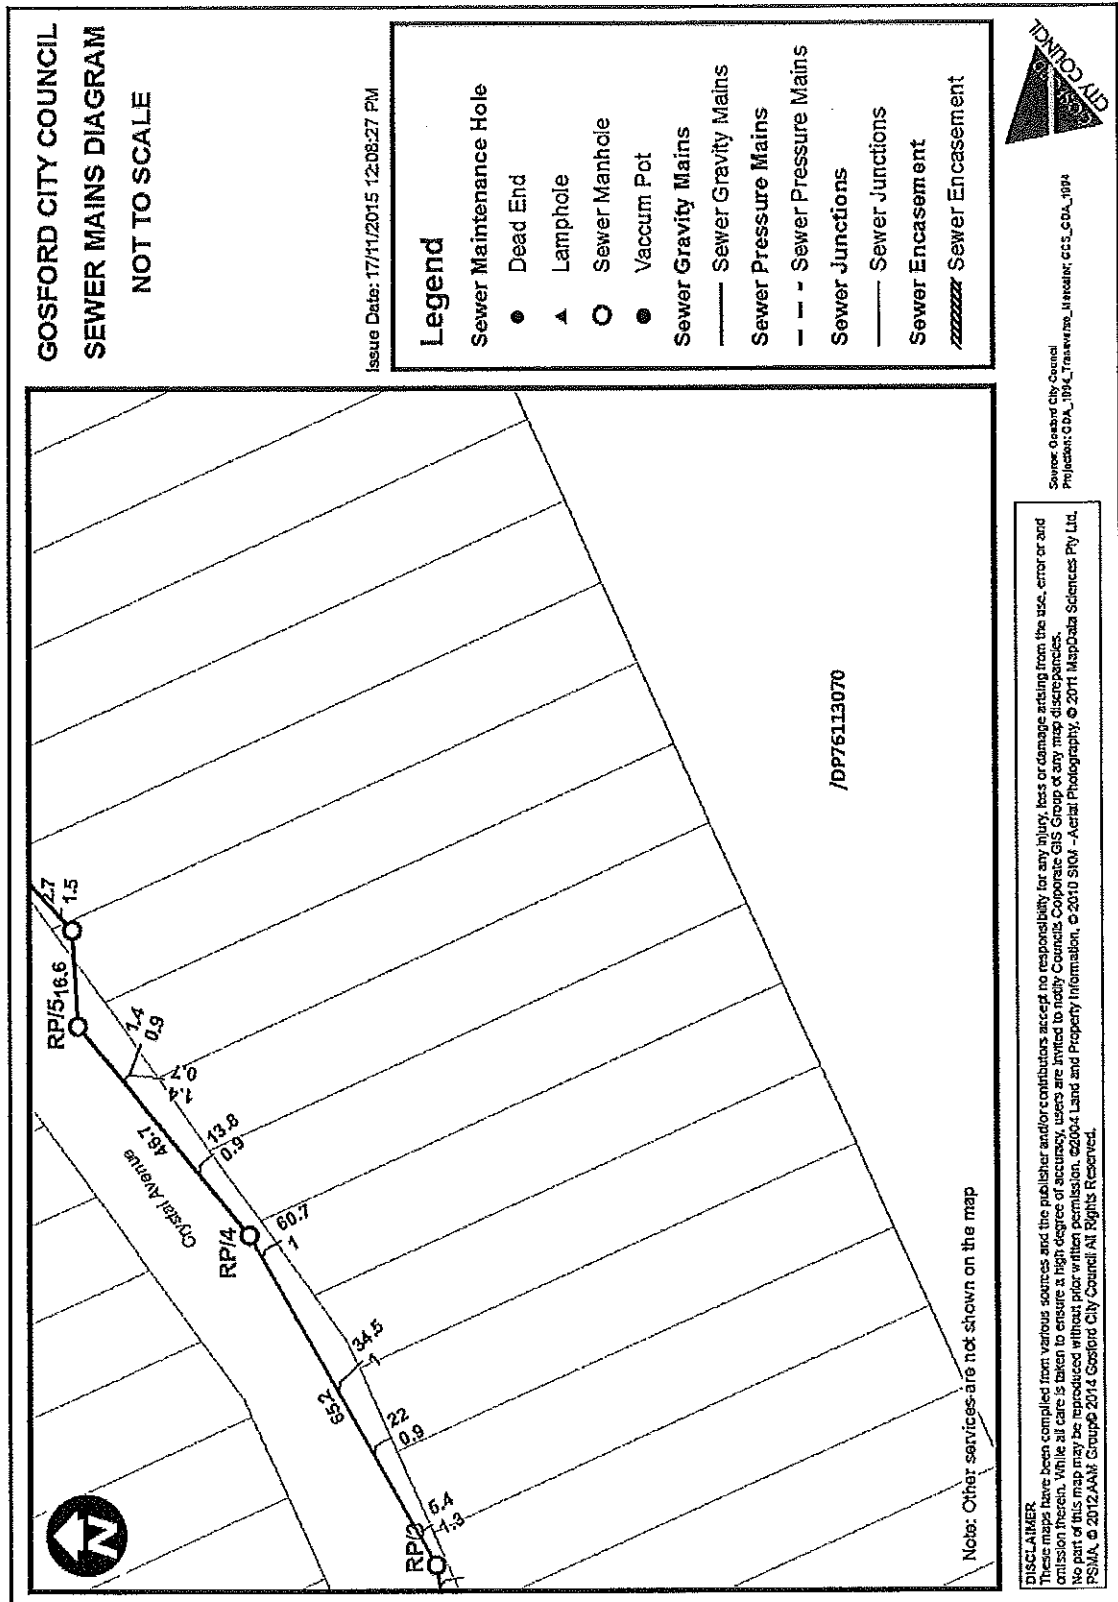 GOSFORD CITY COUNCIL
SEWER MAINS DIAGRAM
NOT TO SCALE
Issue Date: 17/11/2015 12:08:27 PM
Legend
Sewer Maintenance Hole
Dead End
Lamphole
Sewer Manhole
Vaccum Pot
Sewer Gravity Mains
Sewer Gravity Mains
Sewer Pressure Mains
Sewer Pressure Mains
Sewer Junctions
Sewer Junctions
Sewer Encasement
Sewer Encasement
N
2.7
1.5
RP/5
16.6
1.4
0.9
0.7
1.4
46.7
Crystal Avenue
13.8
0.9
RP/4
60.7
1
34.5
1
65.2
22
0.9
RP/3
5.4
1.3
/DP76113070
Note: Other services are not shown on the map
DISCLAIMER
These maps have been compiled from various sources and the publisher and/or contributors accept no responsibility for any injury, loss or damage arising from the use, error or and
omission therein. While all care is taken to ensure a high degree of accuracy, users are invited to notify Councils Corporate GIS Group of any map discrepancies.
No part of this map may be reproduced without prior written permission. ©2004 Land and Property Information, © 2010 SKM - Aerial Photography, © 2011 MapData Sciences Pty Ltd,
PSMA, © 2012 AAM Group© 2014 Gosford City Council All Rights Reserved.
Source: Gosford City Council
Projection: GDA_1994_Transverse_Mercator; GCS_GDA_1994
CITY COUNCIL